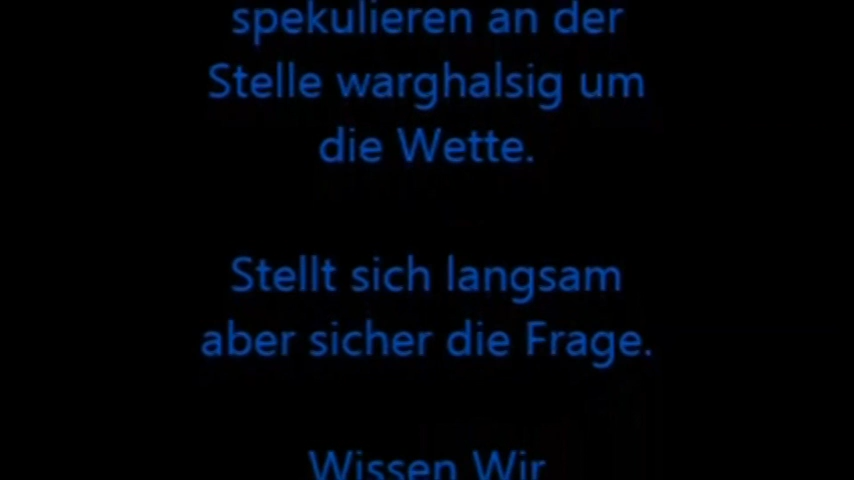 spekulieren an der
Stelle warghalsig um
die Wette.
Stellt sich langsam
aber sicher die Frage.
Wissen Wir